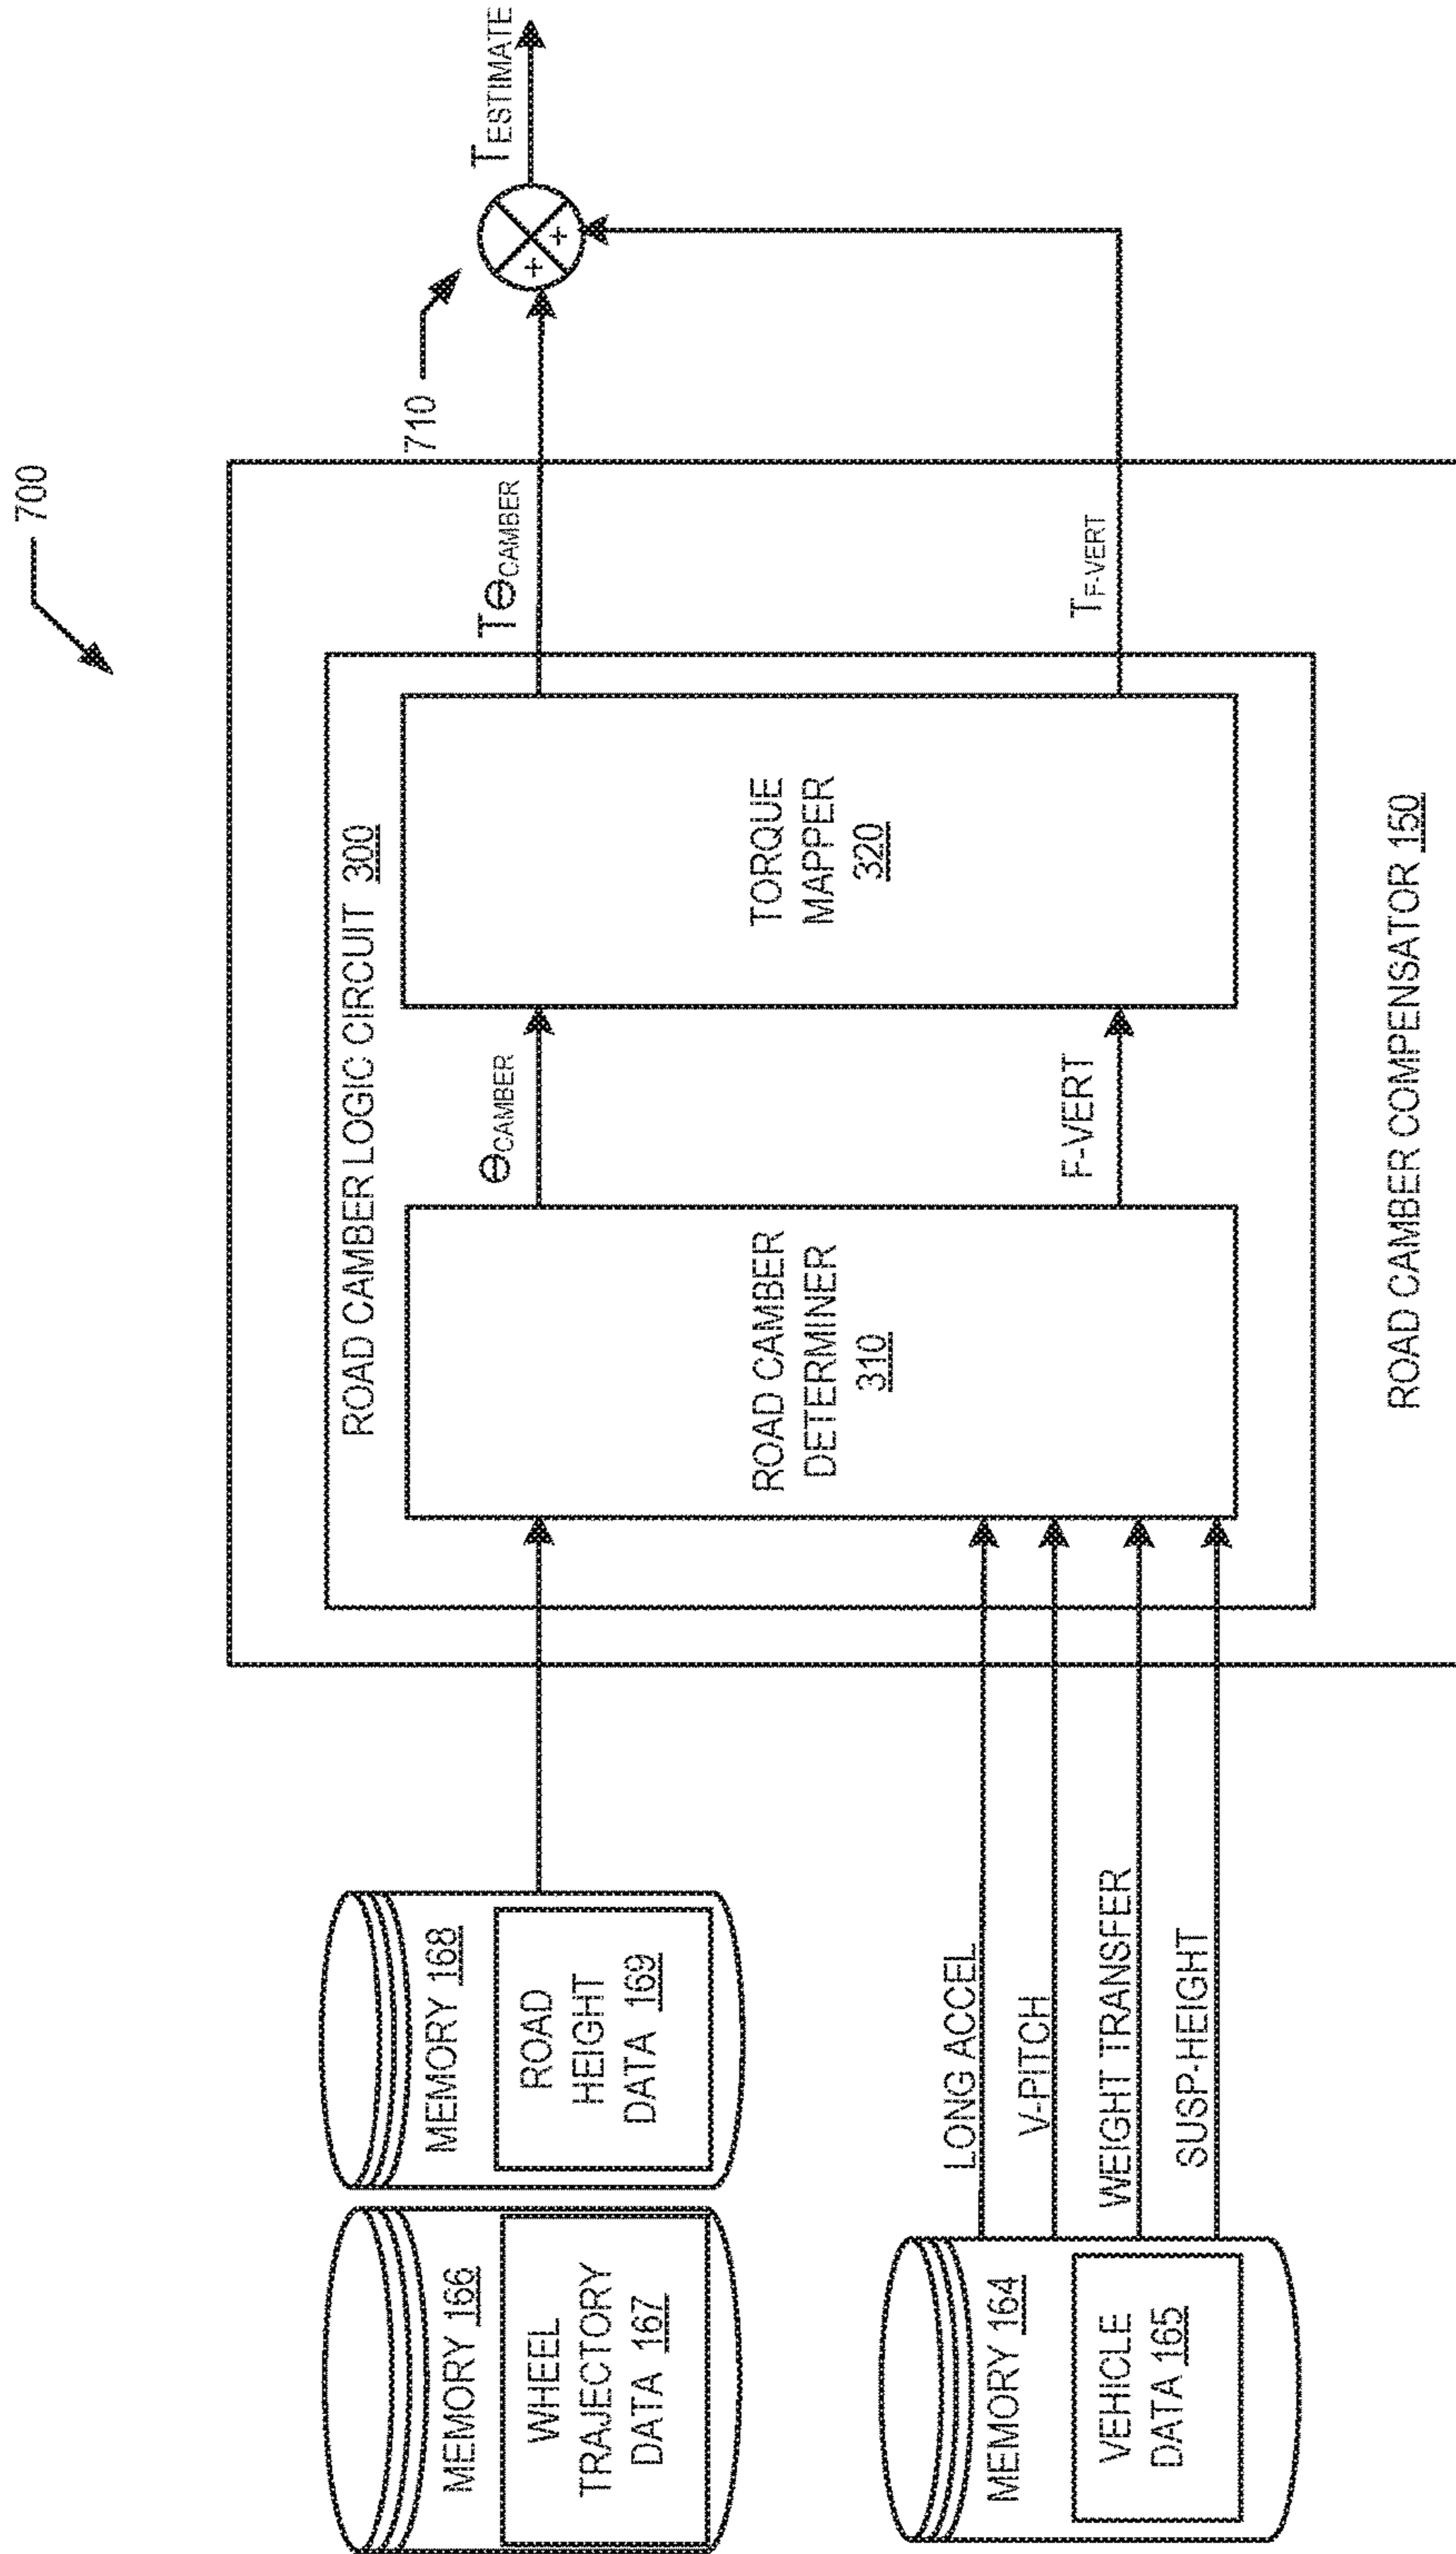 700
MEMORY 166
WHEEL
TRAJECTORY
DATA 167
MEMORY 168
ROAD
HEIGHT
DATA 169
MEMORY 164
VEHICLE
DATA 165
LONG ACCEL
V-PITCH
WEIGHT TRANSFER
SUSP-HEIGHT
ROAD CAMBER LOGIC CIRCUIT 300
ROAD CAMBER
DETERMINER
310
ΘCAMBER
F-VERT
TORQUE
MAPPER
320
TΘCAMBER
TF-VERT
710
+
+
TESTIMATE
ROAD CAMBER COMPENSATOR 150